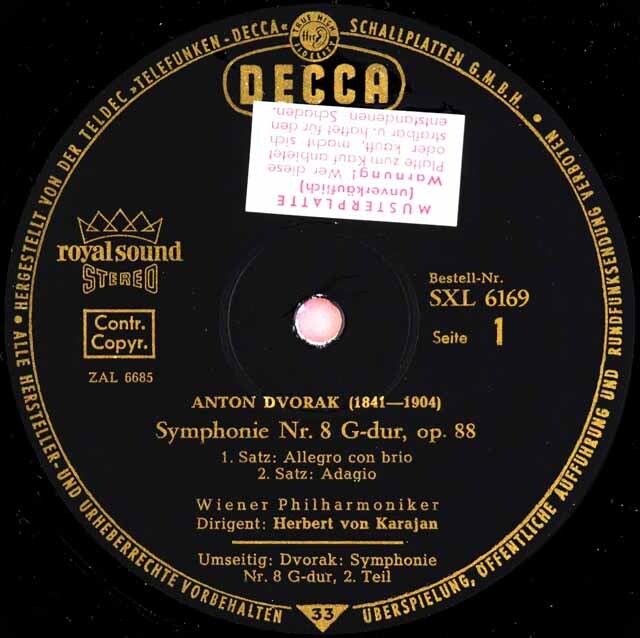 HERGESTELLT VON DER TELDEC »TELEFUNKEN-DECCA« SCHALLPLATTEN G.M.B.H.
TRUE HIGH
ffrr
FIDELITY
DECCA
MUSTERPLATTE
(unverkäuflich)
Warnung! Wer diese
Platte zum Kauf anbietet
oder kauft, macht sich
strafbar u. haftet für den
entstandenen Schaden.
royal sound
STEREO
Contr.
Copyr.
ZAL 6685
Bestell-Nr.
SXL 6169
Seite 1
ANTON DVORAK (1841—1904)
Symphonie Nr. 8 G-dur, op. 88
1. Satz: Allegro con brio
2. Satz: Adagio
Wiener Philharmoniker
Dirigent: Herbert von Karajan
Umseitig: Dvorak: Symphonie
Nr. 8 G-dur, 2. Teil
• ALLE HERSTELLER- UND URHEBERRECHTE VORBEHALTEN
33
ÜBERSPIELUNG, ÖFFENTLICHE AUFFÜHRUNG UND RUNDFUNKSENDUNG VERBOTEN •